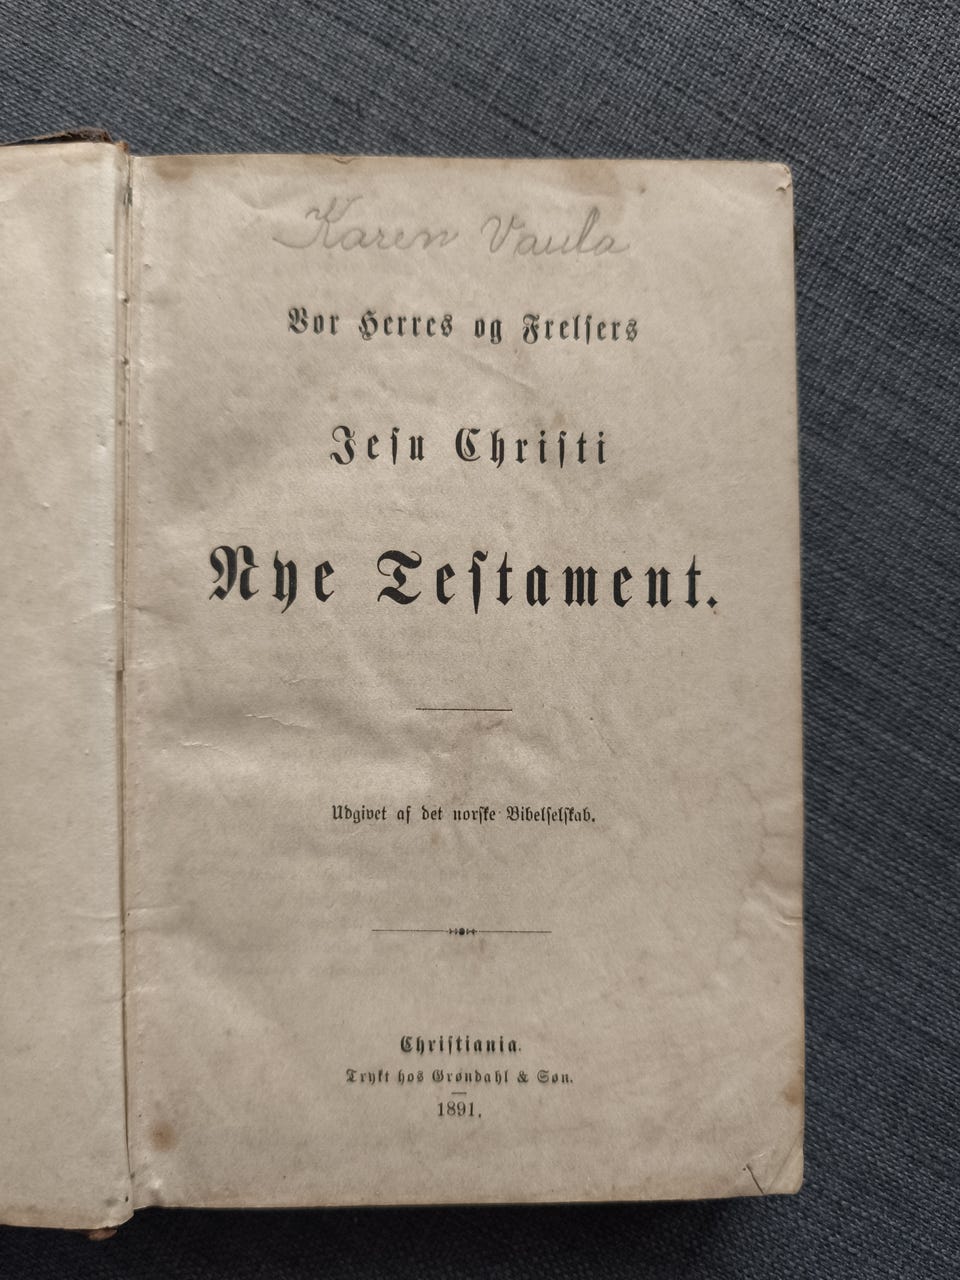 Karen Vaula
Vor Herres og Frelsers
Jesu Christi
Nye Testament.
Udgivet af det norske Bibelselskab.
Christiania.
Trykt hos Grøndahl & Søn.
1891.